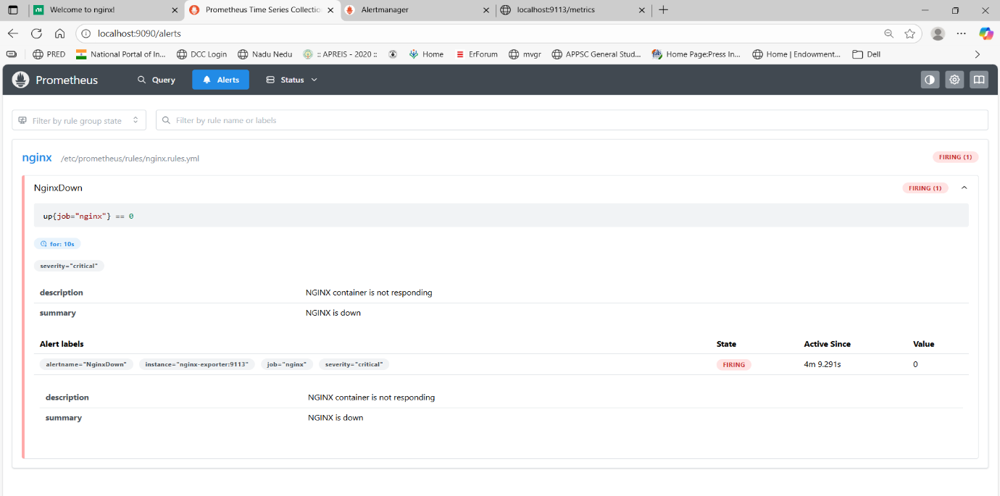 Welcome to nginx!
Prometheus Time Series Collectio
Alertmanager
localhost:9113/metrics
localhost:9090/alerts
PRED
National Portal of In...
DCC Login
Nadu Nedu
:: APREIS - 2020 ::
Home
ErForum
mvgr
APPSC General Stud...
Home Page:Press In...
Home | Endowment...
Dell
Prometheus
Query
Alerts
Status
Filter by rule group state
Filter by rule name or labels
nginx /etc/prometheus/rules/nginx.rules.yml
FIRING (1)
NginxDown
FIRING (1)
up{job="nginx"} == 0
for: 10s
severity="critical"
description NGINX container is not responding
summary NGINX is down
Alert labels State Active Since Value
alertname="NginxDown" instance="nginx-exporter:9113" job="nginx" severity="critical" FIRING 4m 9.291s 0
description NGINX container is not responding
summary NGINX is down